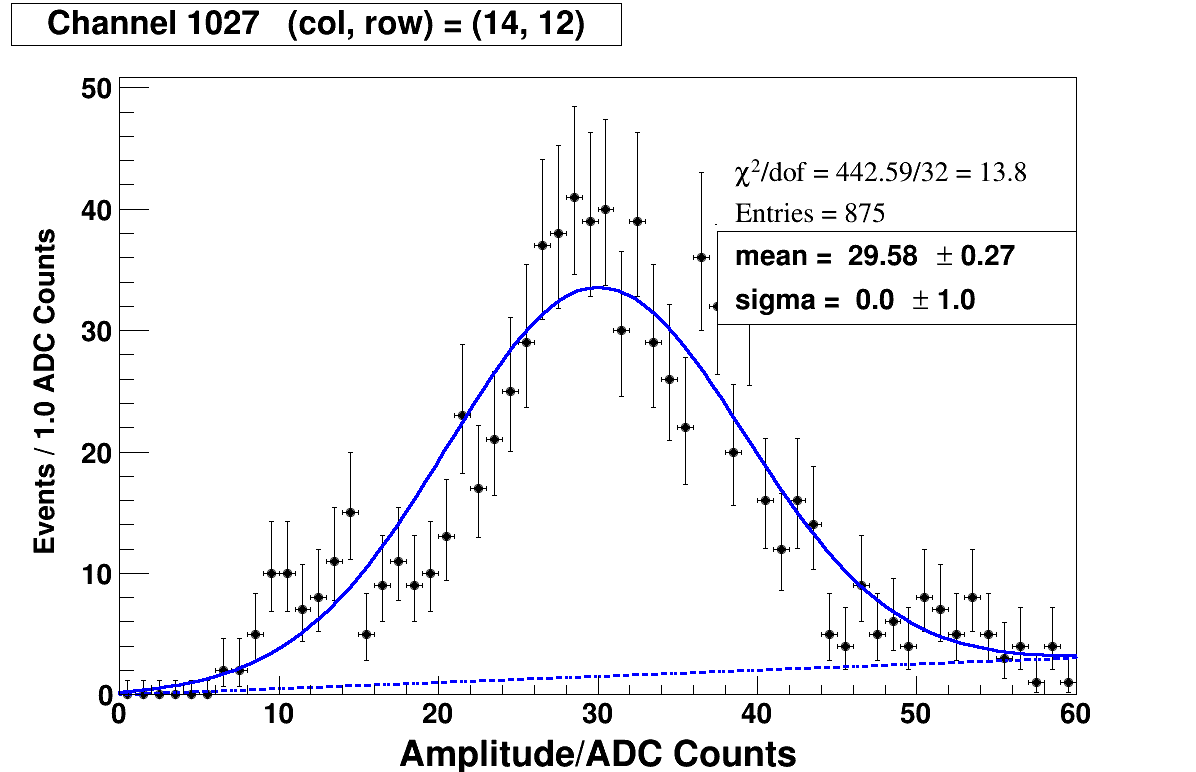 Channel 1027 (col, row) = (14, 12)
50
40
30
20
10
0
Events / 1.0 ADC Counts
χ²/dof = 442.59/32 = 13.8
Entries = 875
mean = 29.58 ± 0.27
sigma = 0.0 ± 1.0
0 10 20 30 40 50 60
Amplitude/ADC Counts